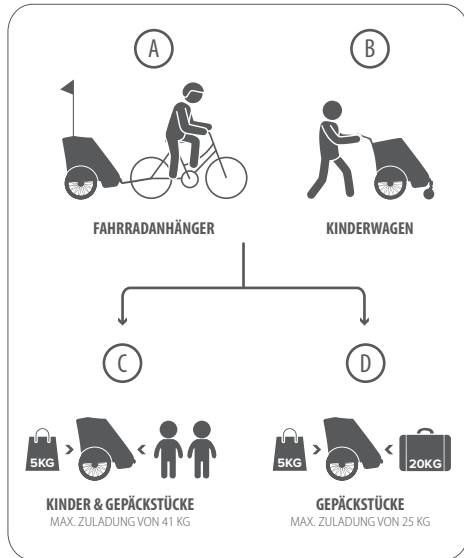 A
B
FAHRRADANHÄNGER
KINDERWAGEN
C
D
5KG
5KG
20KG
KINDER & GEPÄCKSTÜCKE
MAX. ZULADUNG VON 41 KG
GEPÄCKSTÜCKE
MAX. ZULADUNG VON 25 KG